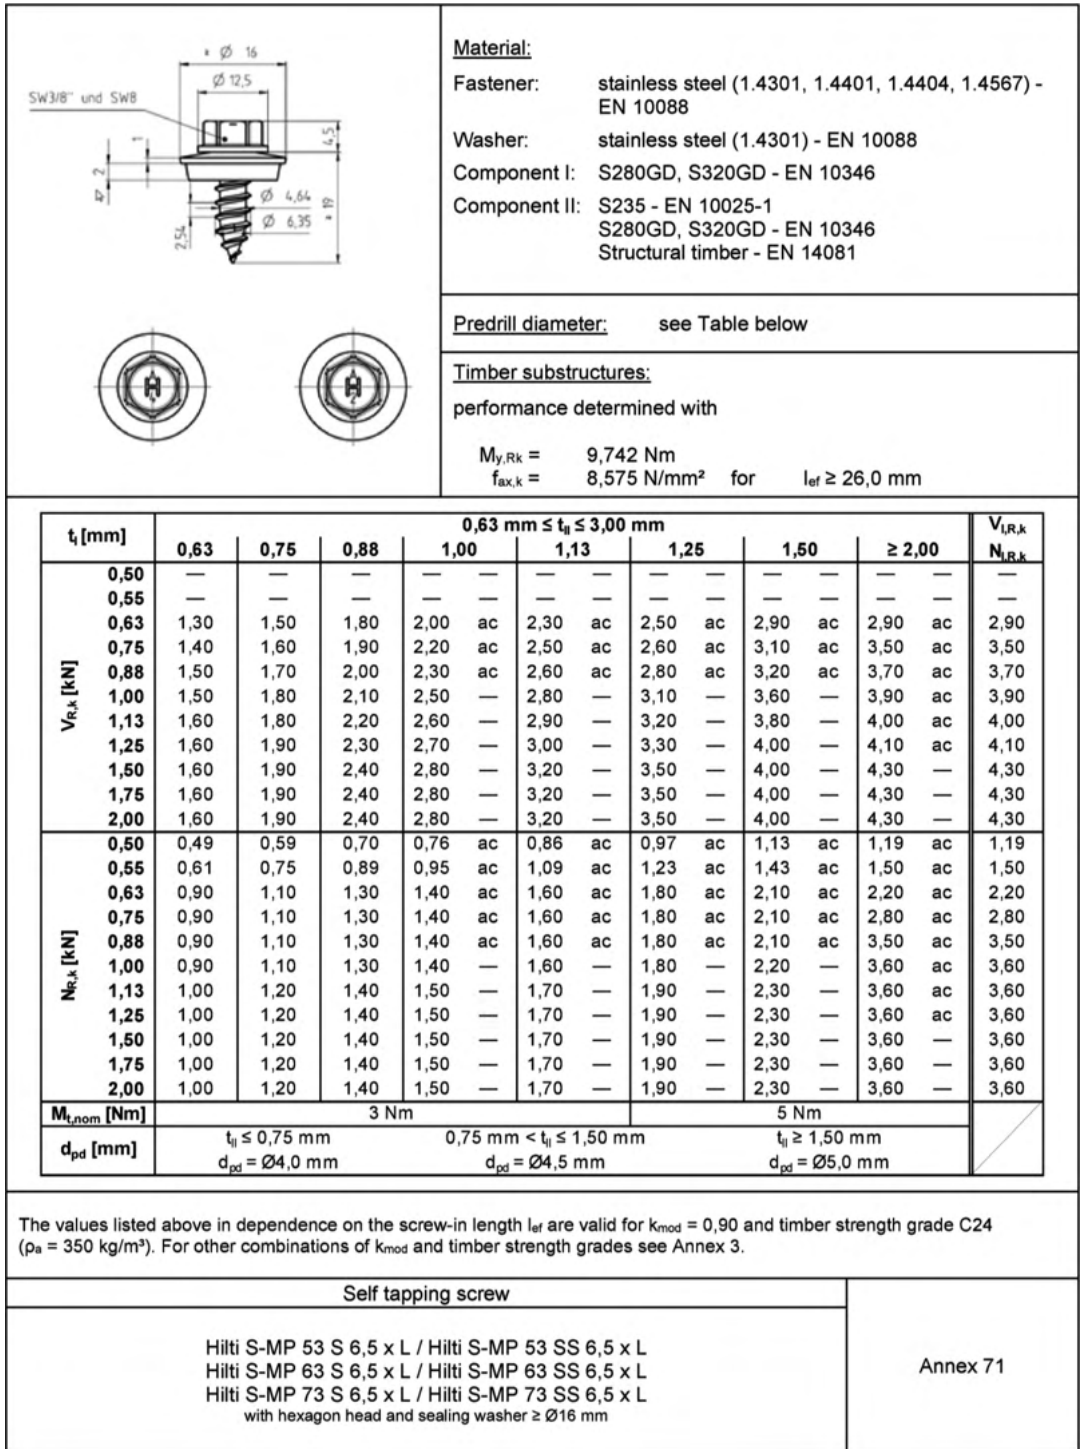 ≥ Ø 16
Ø 12,5
SW3/8" und SW8
1
2
4,5
Ø 4,64
Ø 6,35
≥ 19
2,54
Material:
Fastener: stainless steel (1.4301, 1.4401, 1.4404, 1.4567) -
EN 10088
Washer: stainless steel (1.4301) - EN 10088
Component I: S280GD, S320GD - EN 10346
Component II: S235 - EN 10025-1
S280GD, S320GD - EN 10346
Structural timber - EN 14081
Predrill diameter: see Table below
Timber substructures:
performance determined with
My,Rk = 9,742 Nm
fax,k = 8,575 N/mm² for lef ≥ 26,0 mm
tI [mm] 0,63 mm ≤ tII ≤ 3,00 mm VI,R,k
0,63 0,75 0,88 1,00 1,13 1,25 1,50 ≥ 2,00 NI,R,k
VR,k [kN]
0,50 — — — — — — — — — — — — — —
0,55 — — — — — — — — — — — — — —
0,63 1,30 1,50 1,80 2,00 ac 2,30 ac 2,50 ac 2,90 ac 2,90 ac 2,90
0,75 1,40 1,60 1,90 2,20 ac 2,50 ac 2,60 ac 3,10 ac 3,50 ac 3,50
0,88 1,50 1,70 2,00 2,30 ac 2,60 ac 2,80 ac 3,20 ac 3,70 ac 3,70
1,00 1,50 1,80 2,10 2,50 — 2,80 — 3,10 — 3,60 — 3,90 ac 3,90
1,13 1,60 1,80 2,20 2,60 — 2,90 — 3,20 — 3,80 — 4,00 ac 4,00
1,25 1,60 1,90 2,30 2,70 — 3,00 — 3,30 — 4,00 — 4,10 ac 4,10
1,50 1,60 1,90 2,40 2,80 — 3,20 — 3,50 — 4,00 — 4,30 — 4,30
1,75 1,60 1,90 2,40 2,80 — 3,20 — 3,50 — 4,00 — 4,30 — 4,30
2,00 1,60 1,90 2,40 2,80 — 3,20 — 3,50 — 4,00 — 4,30 — 4,30
NR,k [kN]
0,50 0,49 0,59 0,70 0,76 ac 0,86 ac 0,97 ac 1,13 ac 1,19 ac 1,19
0,55 0,61 0,75 0,89 0,95 ac 1,09 ac 1,23 ac 1,43 ac 1,50 ac 1,50
0,63 0,90 1,10 1,30 1,40 ac 1,60 ac 1,80 ac 2,10 ac 2,20 ac 2,20
0,75 0,90 1,10 1,30 1,40 ac 1,60 ac 1,80 ac 2,10 ac 2,80 ac 2,80
0,88 0,90 1,10 1,30 1,40 ac 1,60 ac 1,80 ac 2,10 ac 3,50 ac 3,50
1,00 0,90 1,10 1,30 1,40 — 1,60 — 1,80 — 2,20 — 3,60 ac 3,60
1,13 1,00 1,20 1,40 1,50 — 1,70 — 1,90 — 2,30 — 3,60 ac 3,60
1,25 1,00 1,20 1,40 1,50 — 1,70 — 1,90 — 2,30 — 3,60 ac 3,60
1,50 1,00 1,20 1,40 1,50 — 1,70 — 1,90 — 2,30 — 3,60 — 3,60
1,75 1,00 1,20 1,40 1,50 — 1,70 — 1,90 — 2,30 — 3,60 — 3,60
2,00 1,00 1,20 1,40 1,50 — 1,70 — 1,90 — 2,30 — 3,60 — 3,60
Mt,nom [Nm] 3 Nm 5 Nm
dpd [mm] tII ≤ 0,75 mm 0,75 mm < tII ≤ 1,50 mm tII ≥ 1,50 mm
dpd = Ø4,0 mm dpd = Ø4,5 mm dpd = Ø5,0 mm
The values listed above in dependence on the screw-in length lef are valid for kmod = 0,90 and timber strength grade C24
(ρa = 350 kg/m³). For other combinations of kmod and timber strength grades see Annex 3.
Self tapping screw
Hilti S-MP 53 S 6,5 x L / Hilti S-MP 53 SS 6,5 x L
Hilti S-MP 63 S 6,5 x L / Hilti S-MP 63 SS 6,5 x L
Hilti S-MP 73 S 6,5 x L / Hilti S-MP 73 SS 6,5 x L
with hexagon head and sealing washer ≥ Ø16 mm
Annex 71